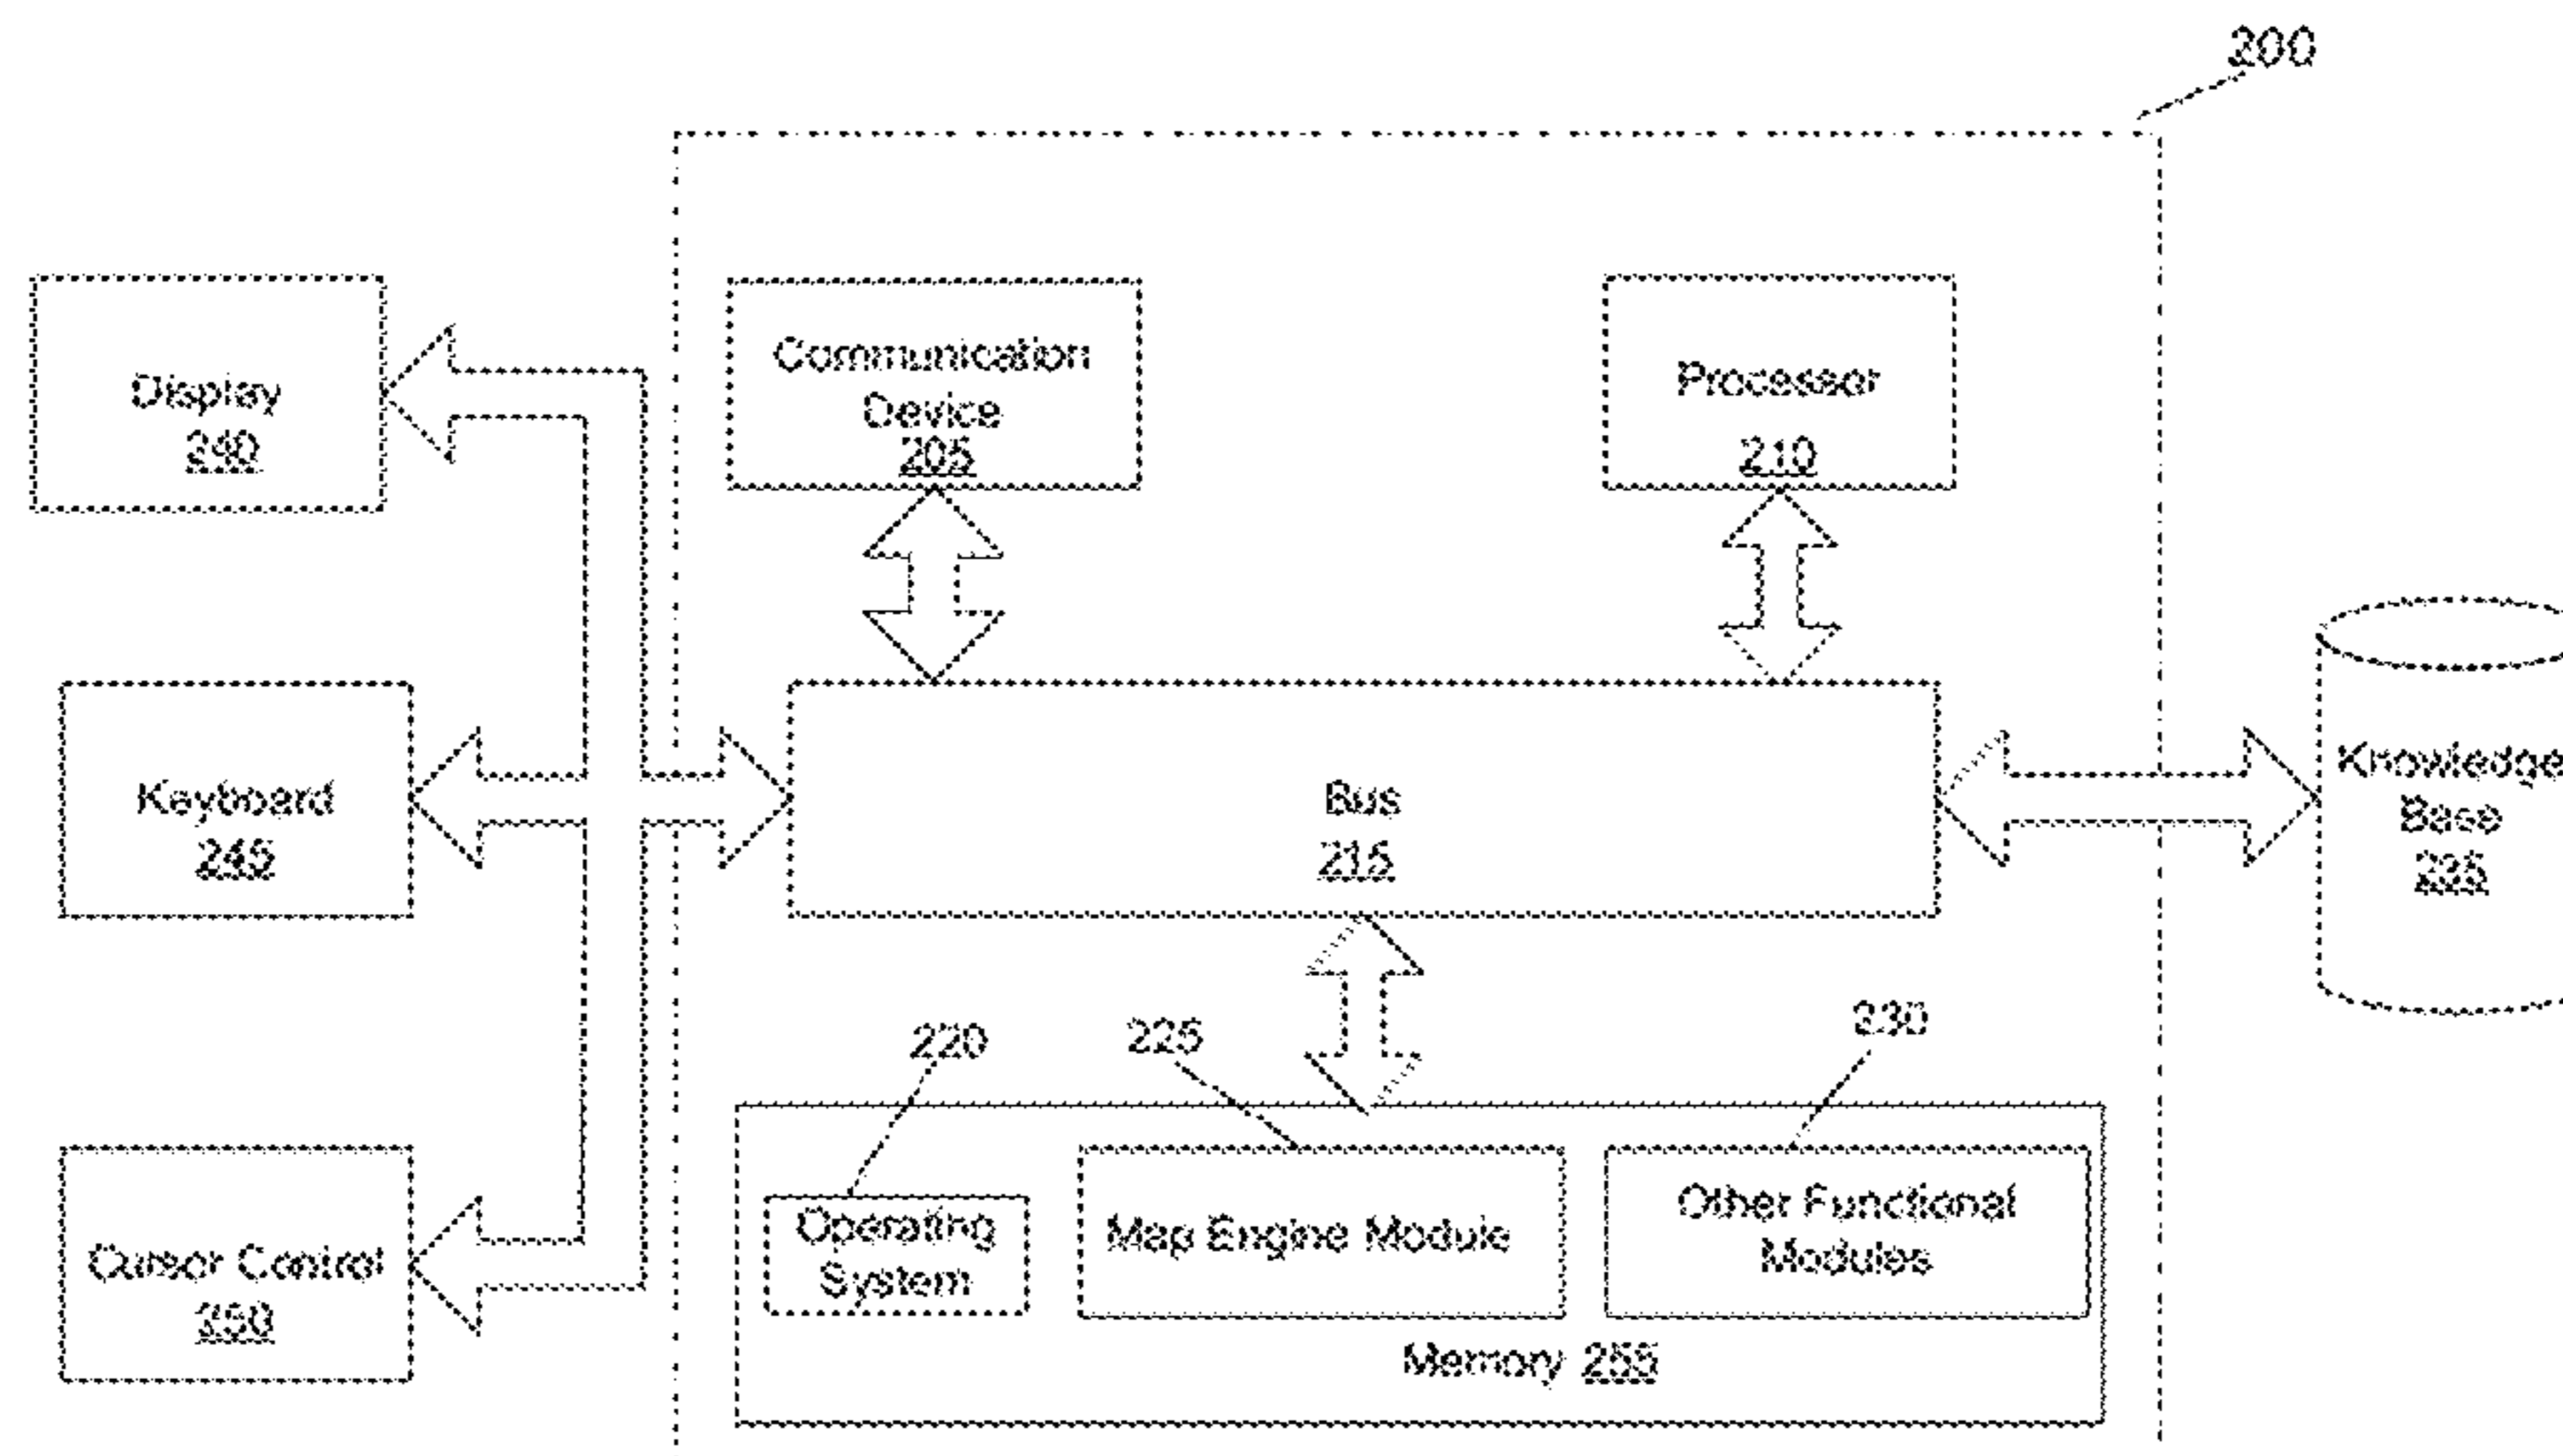 200
Display
240
Communication
Device
205
Processor
210
Keyboard
245
Bus
215
Knowledge
Base
235
220
225
230
Cursor Control
250
Operating
System
Map Engine Module
Other Functional
Modules
Memory 255